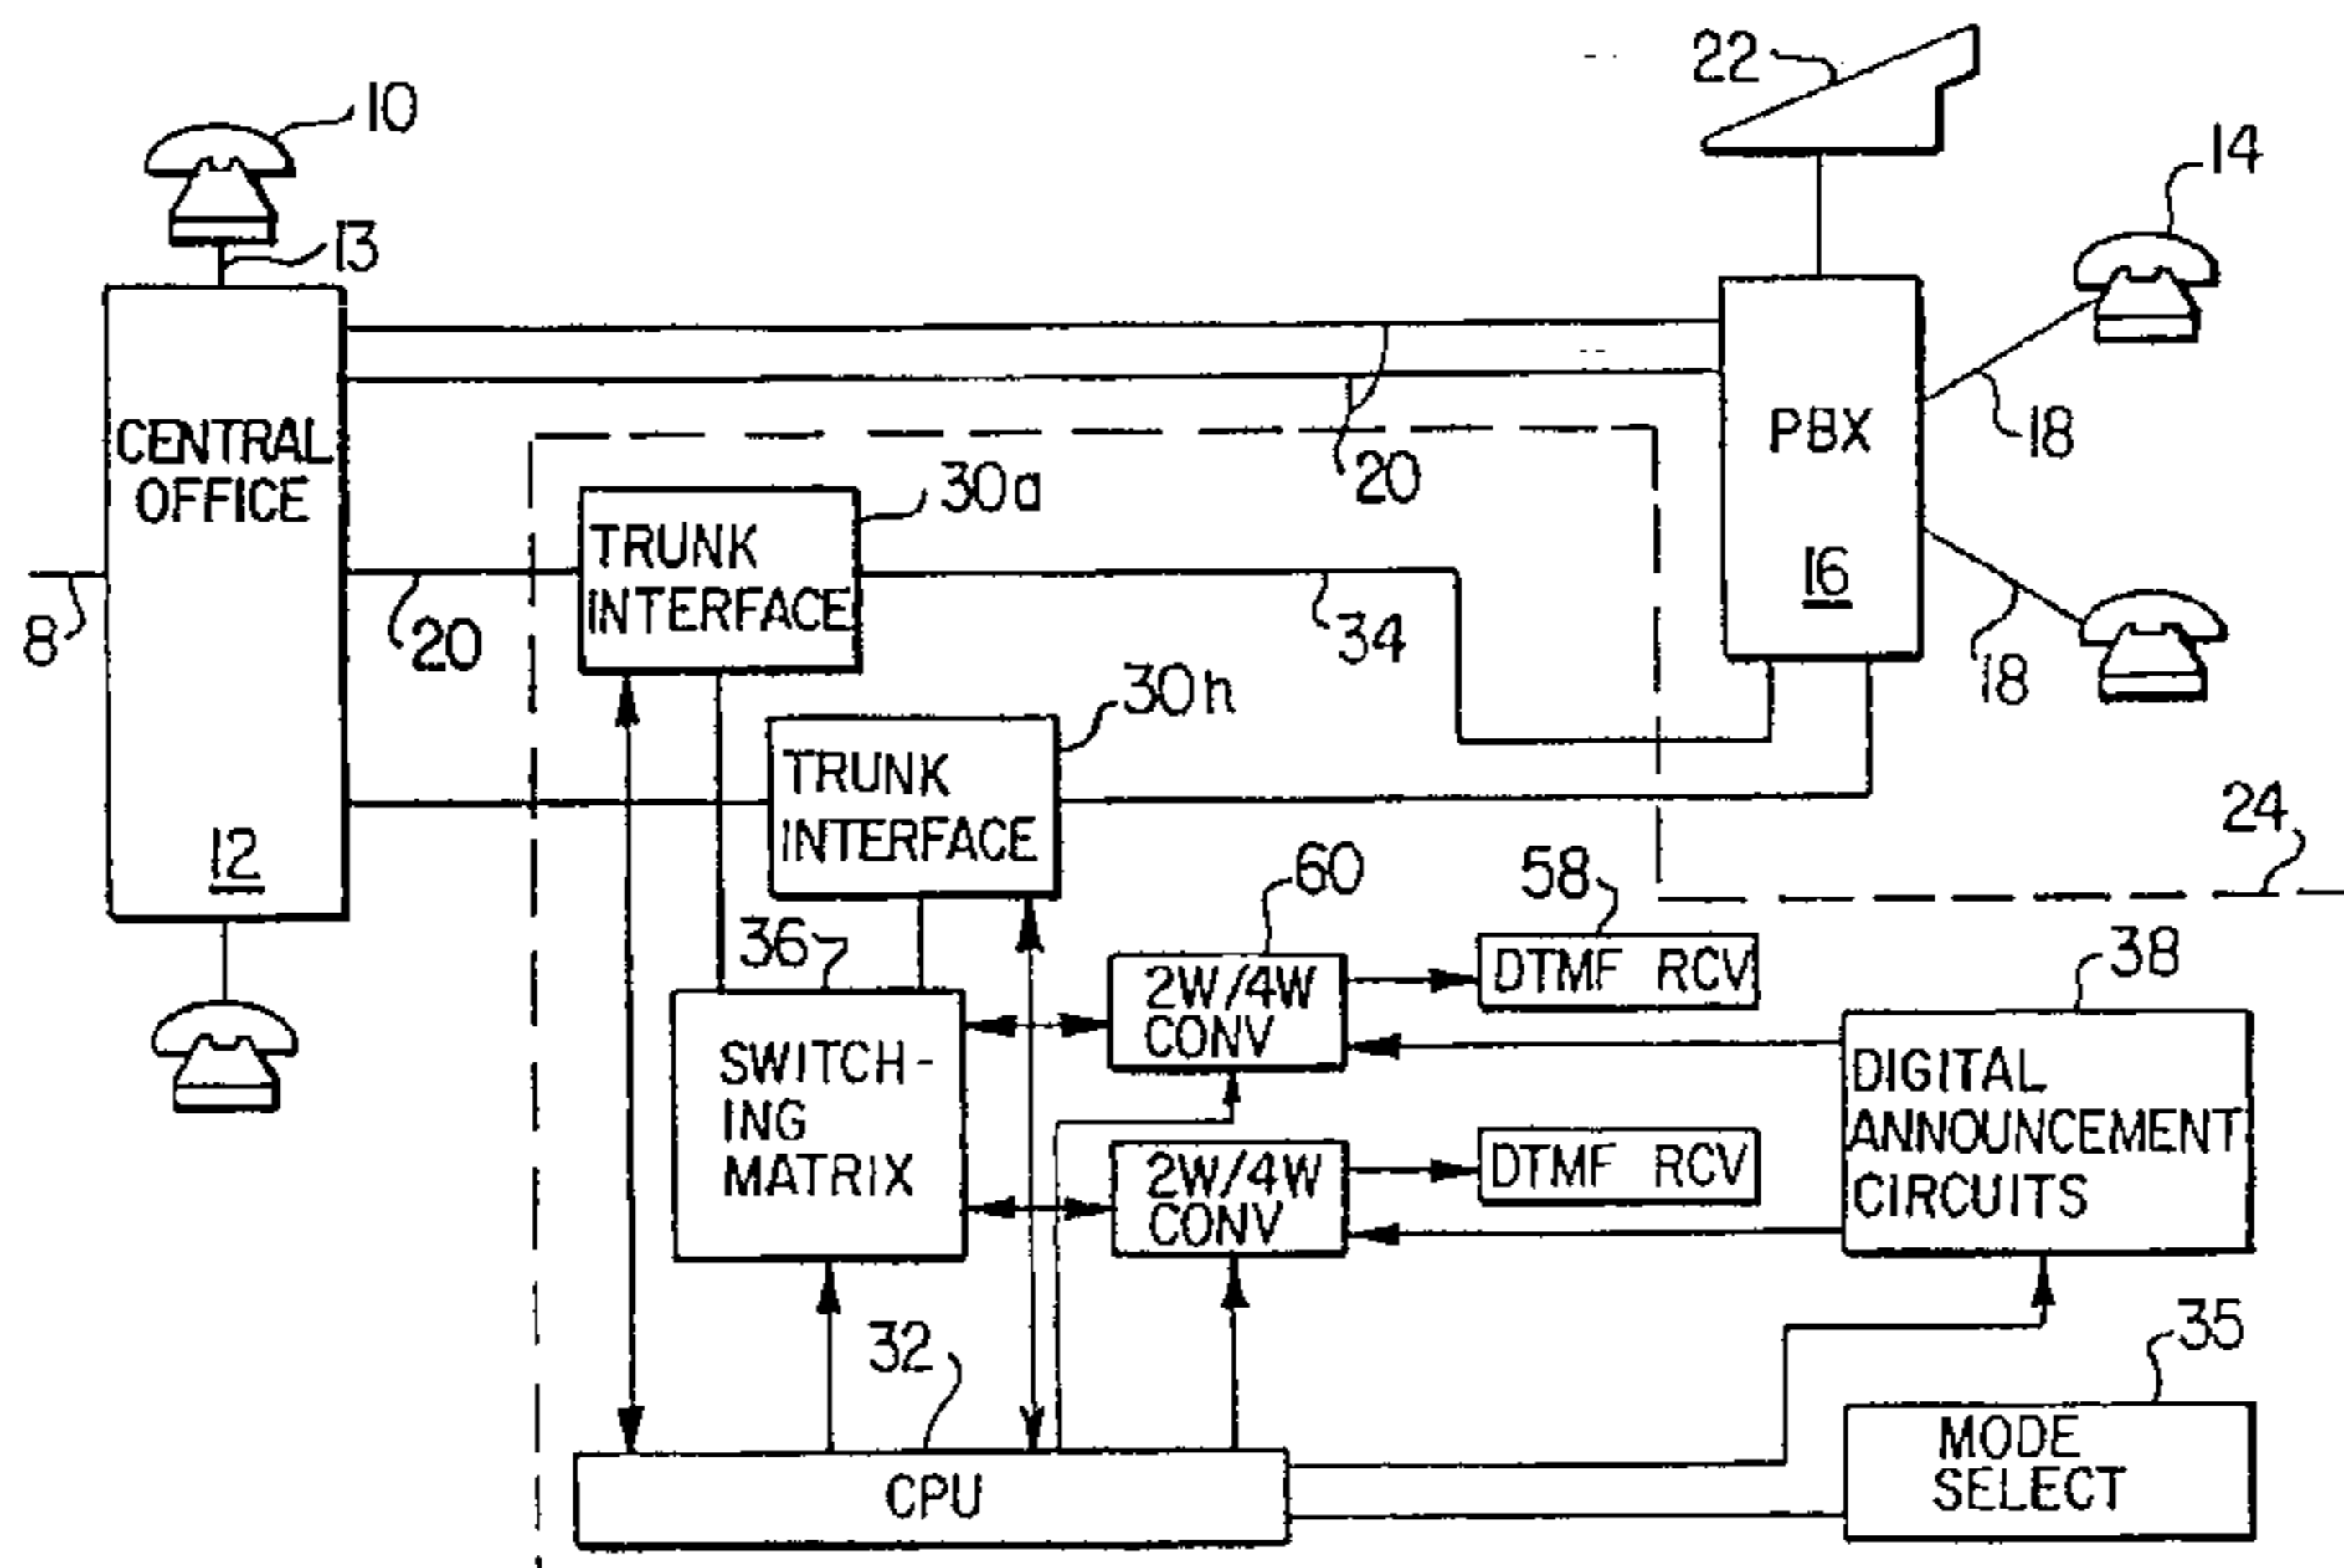 22
10
14
13
CENTRAL
OFFICE
PBX
18
20
30a
TRUNK
INTERFACE
16
8
20
34
18
30n
TRUNK
INTERFACE
24
12
60
58
36
2W/4W
CONV
DTMF RCV
38
SWITCH-
ING
MATRIX
DIGITAL
ANNOUNCEMENT
CIRCUITS
2W/4W
CONV
DTMF RCV
32
35
CPU
MODE
SELECT